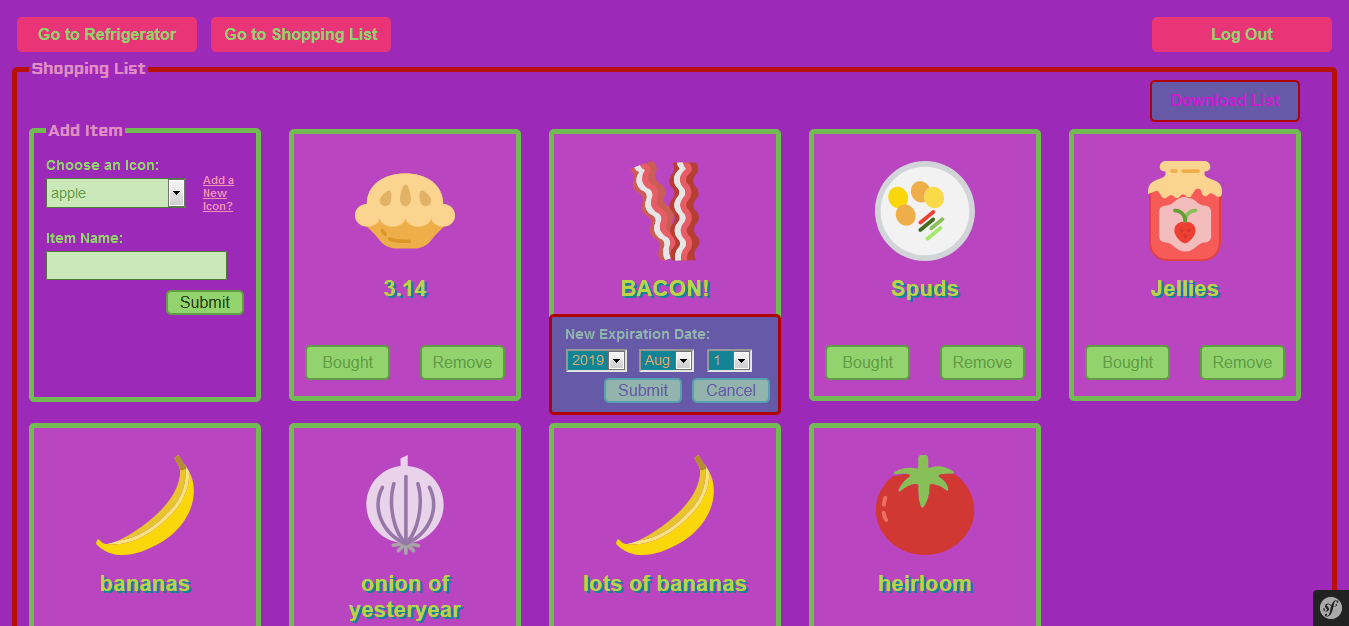 Go to Refrigerator
Go to Shopping List
Log Out
Shopping List
Download List
Add Item
Choose an Icon:
apple
Add a
New
Icon?
Item Name:
Submit
3.14
Bought
Remove
BACON!
New Expiration Date:
2019 Aug 1
Submit
Cancel
Spuds
Bought
Remove
Jellies
Bought
Remove
bananas
onion of
yesteryear
lots of bananas
heirloom
sf